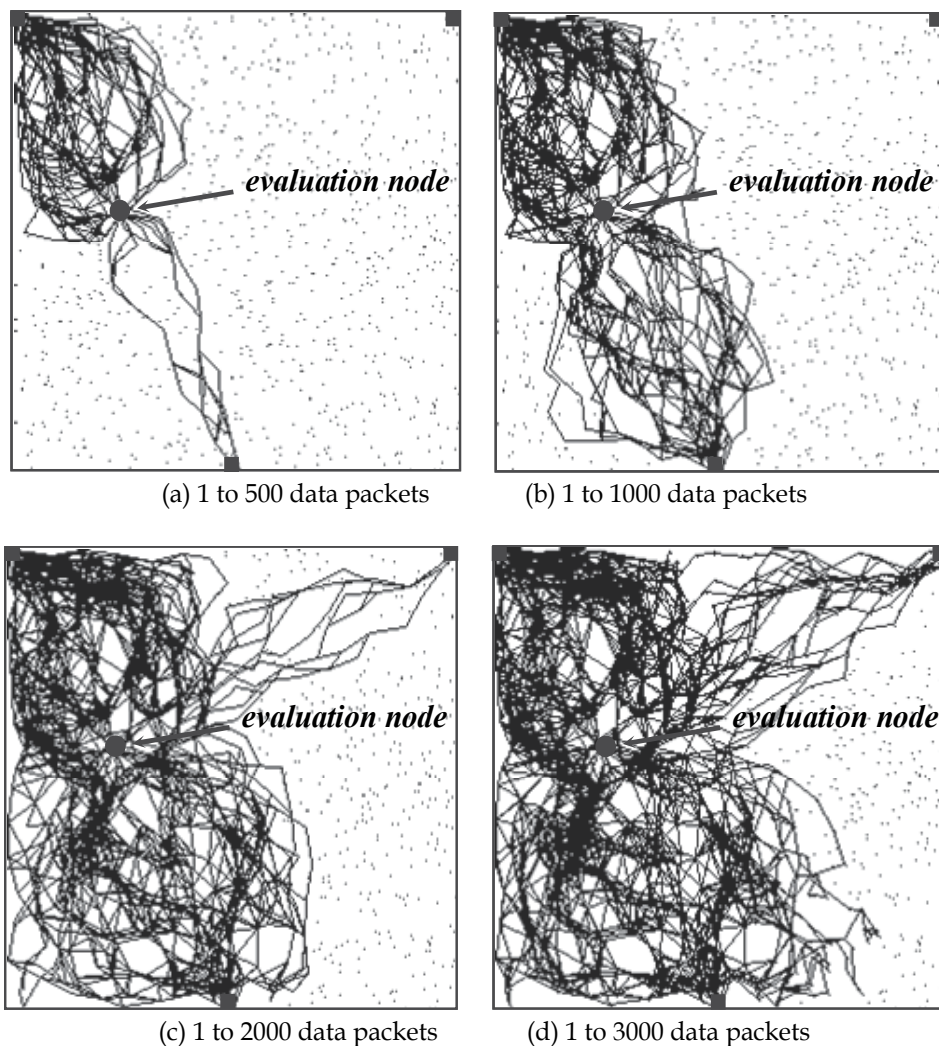 evaluation node
evaluation node
(a) 1 to 500 data packets
(b) 1 to 1000 data packets
evaluation node
evaluation node
(c) 1 to 2000 data packets
(d) 1 to 3000 data packets